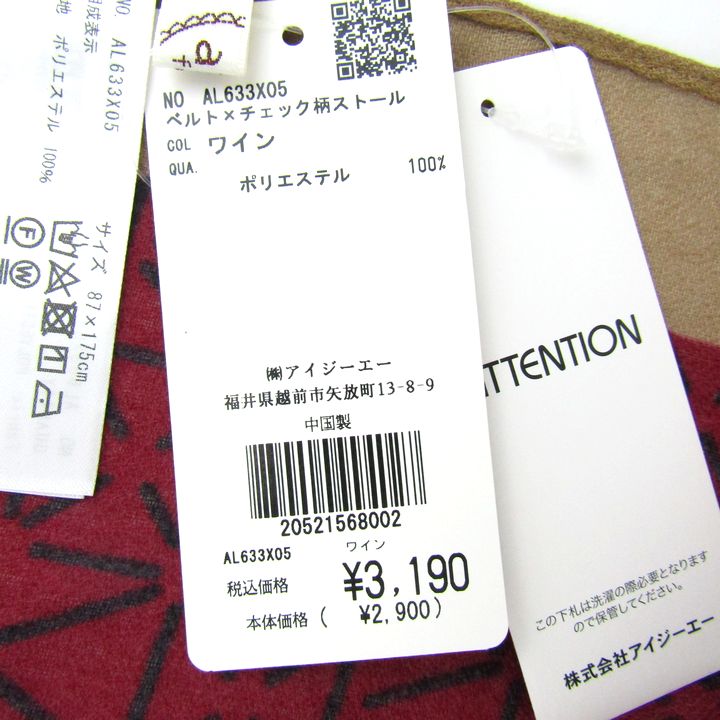 NO. AL633X05
組成表示
生地 ポリエステル 100%
サイズ 87×175cm
F
W
NO AL633X05
ベルト×チェック柄ストール
COL ワイン
QUA.
ポリエステル 100%
㈱アイジーエー
福井県越前市矢放町13-8-9
中国製
20521568002
AL633X05 ワイン
税込価格 ¥3,190
本体価格( ¥2,900)
ATTENTION
この下札は洗濯の際必要となります
ので保管してください。
株式会社アイジーエー